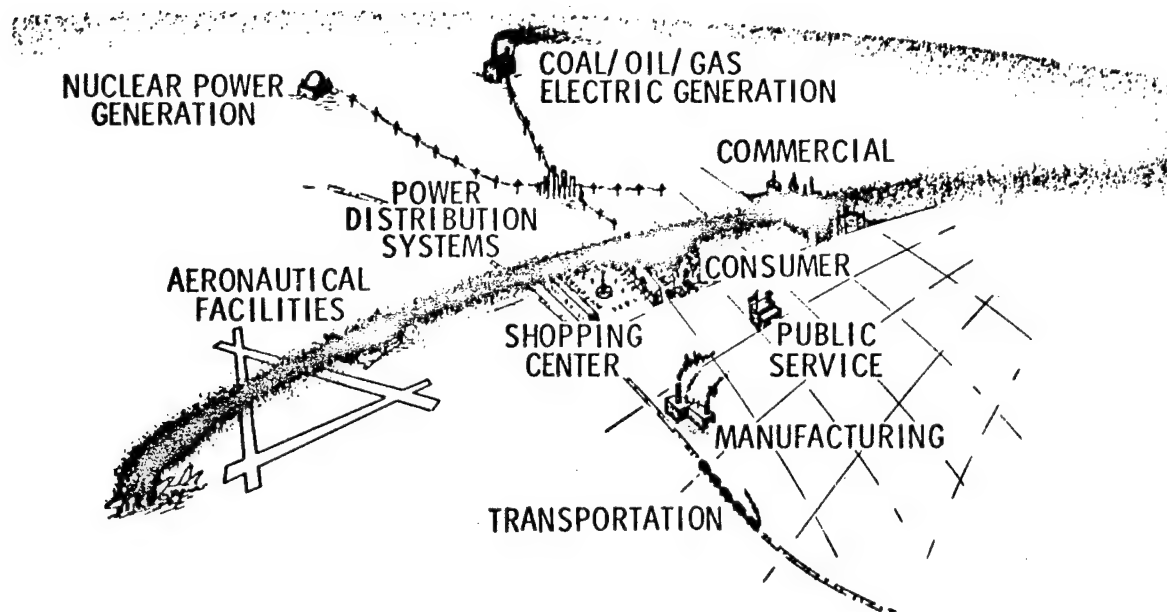 NUCLEAR POWER
GENERATION
COAL/OIL/GAS
ELECTRIC GENERATION
COMMERCIAL
POWER
DISTRIBUTION
SYSTEMS
AERONAUTICAL
FACILITIES
CONSUMER
SHOPPING
CENTER
PUBLIC
SERVICE
MANUFACTURING
TRANSPORTATION